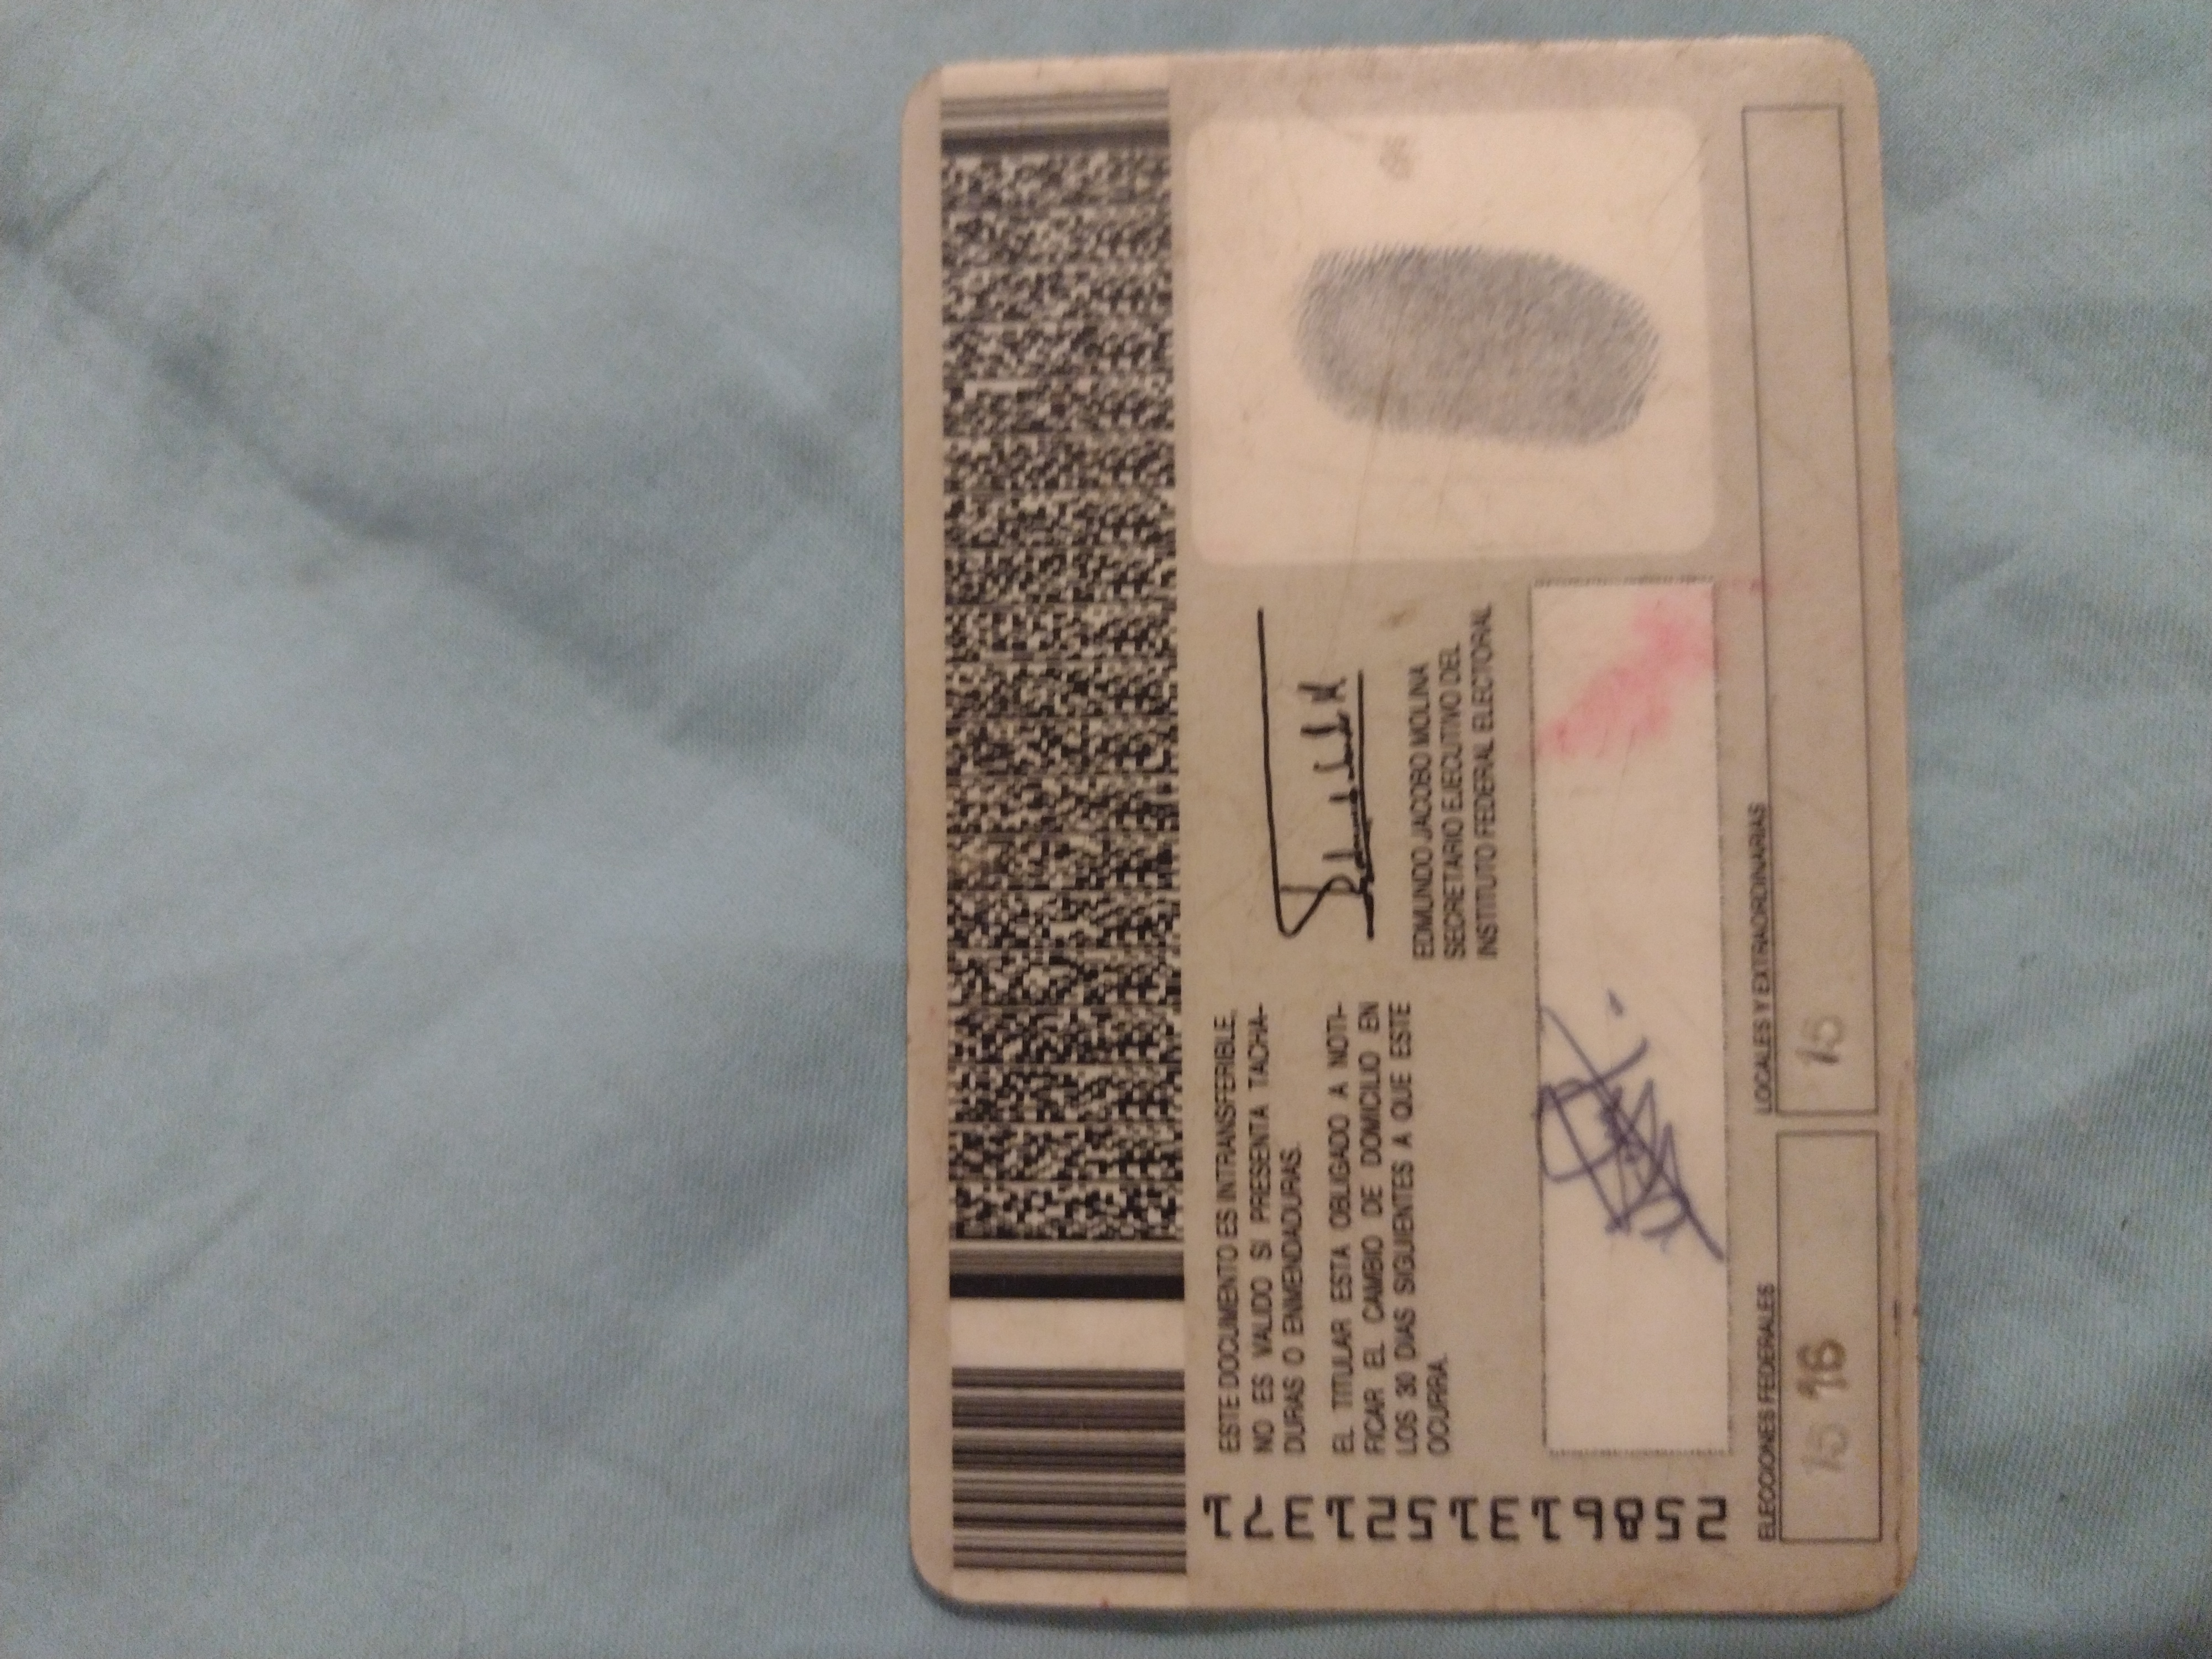 ESTE DOCUMENTO ES INTRANSFERIBLE,
NO ES VALIDO SI PRESENTA TACHA-
DURAS O ENMENDADURAS.
EL TITULAR ESTA OBLIGADO A NOTI-
FICAR EL CAMBIO DE DOMICILIO EN
LOS 30 DIAS SIGUIENTES A QUE ESTE
OCURRA.
EDMUNDO JACOBO MOLINA
SECRETARIO EJECUTIVO DEL
INSTITUTO FEDERAL ELECTORAL
2586131521371
ELECCIONES FEDERALES
LOCALES Y EXTRAORDINARIAS
15